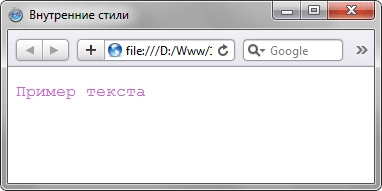 Внутренние стили
file:///D:/Www/
Google
Пример текста